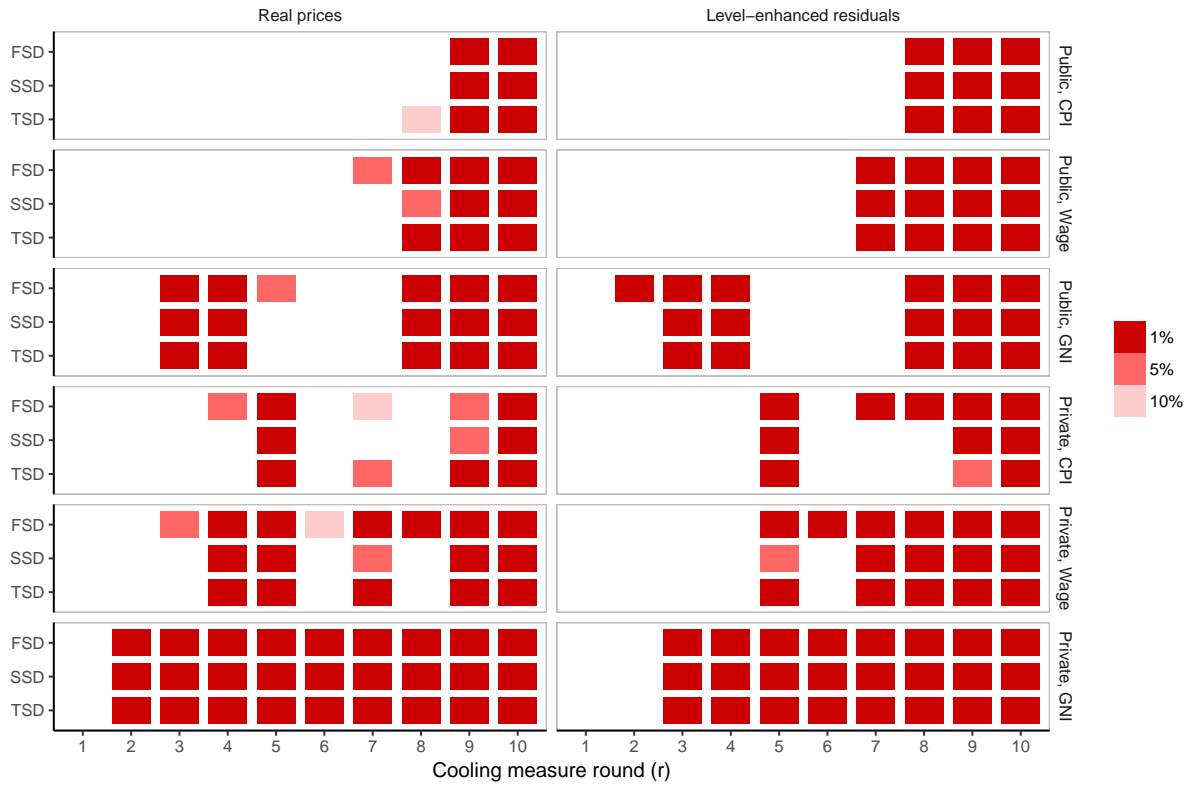 Real prices
Level−enhanced residuals
FSD
SSD
TSD
Public, CPI
FSD
SSD
TSD
Public, Wage
FSD
SSD
TSD
Public, GNI
FSD
SSD
TSD
Private, CPI
FSD
SSD
TSD
Private, Wage
FSD
SSD
TSD
Private, GNI
1 2 3 4 5 6 7 8 9 10
1 2 3 4 5 6 7 8 9 10
Cooling measure round (r)
1%
5%
10%